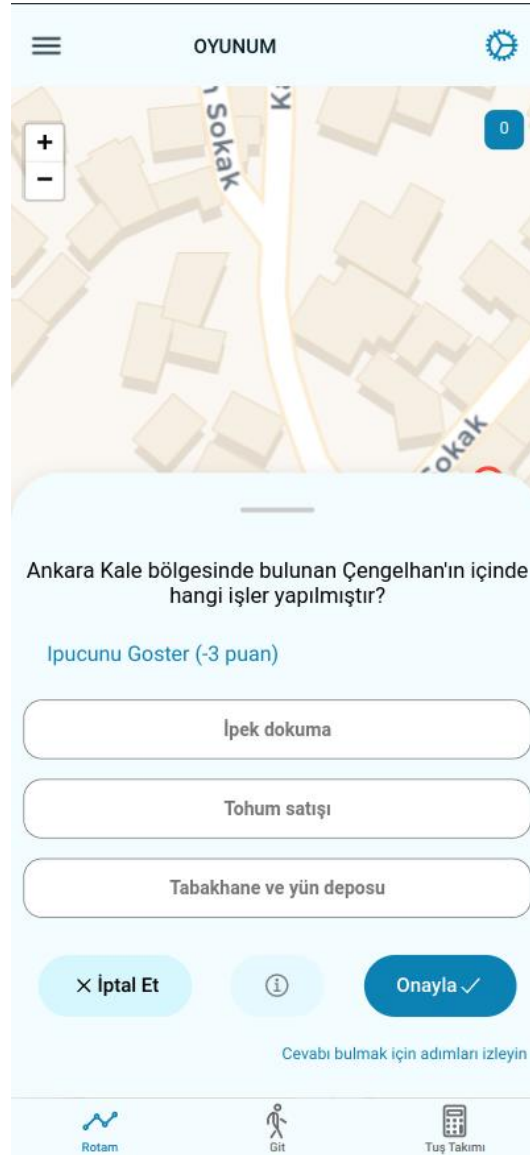 OYUNUM
n Sokak
K
+
0
−
Sokak
Ankara Kale bölgesinde bulunan Çengelhan'ın içinde
hangi işler yapılmıştır?
Ipucunu Goster (-3 puan)
İpek dokuma
Tohum satışı
Tabakhane ve yün deposu
× İptal Et
Onayla ✓
Cevabı bulmak için adımları izleyin
Rotam
Git
Tuş Takımı